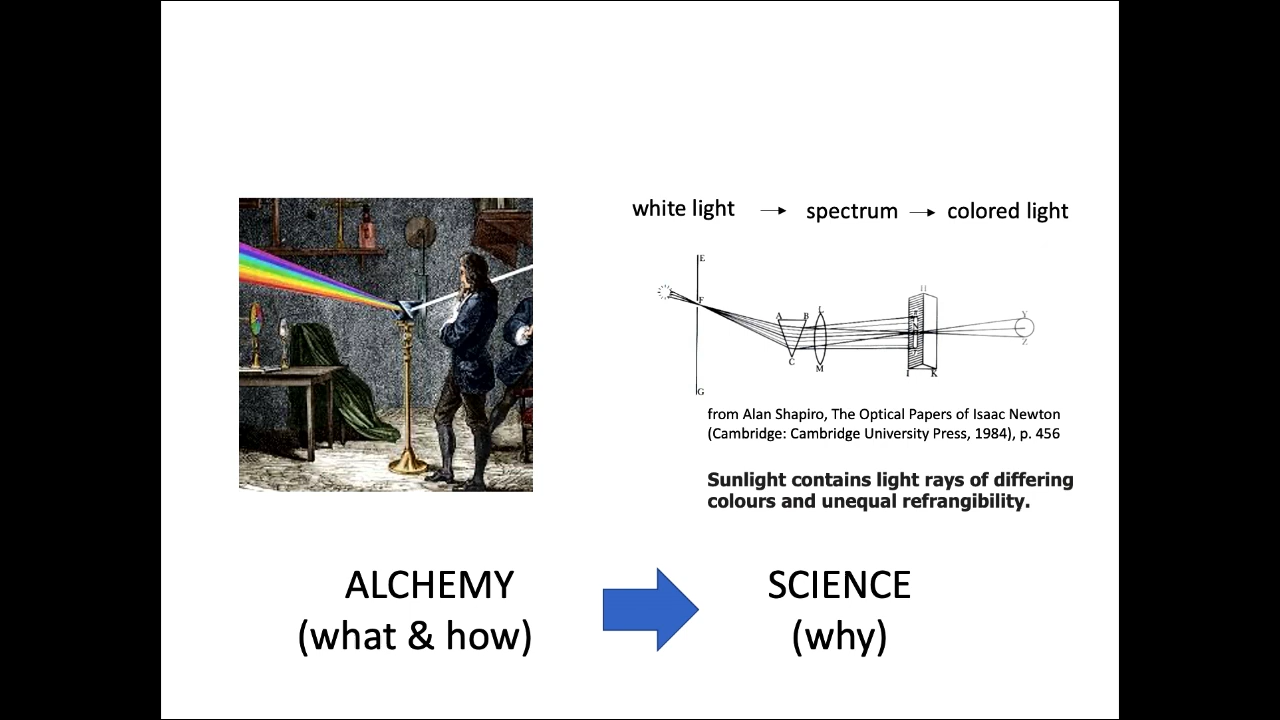 white light → spectrum → colored light
E
F
A
B
L
C
M
G
H
I
K
Y
Z
from Alan Shapiro, The Optical Papers of Isaac Newton
(Cambridge: Cambridge University Press, 1984), p. 456
Sunlight contains light rays of differing
colours and unequal refrangibility.
ALCHEMY
(what & how)
SCIENCE
(why)